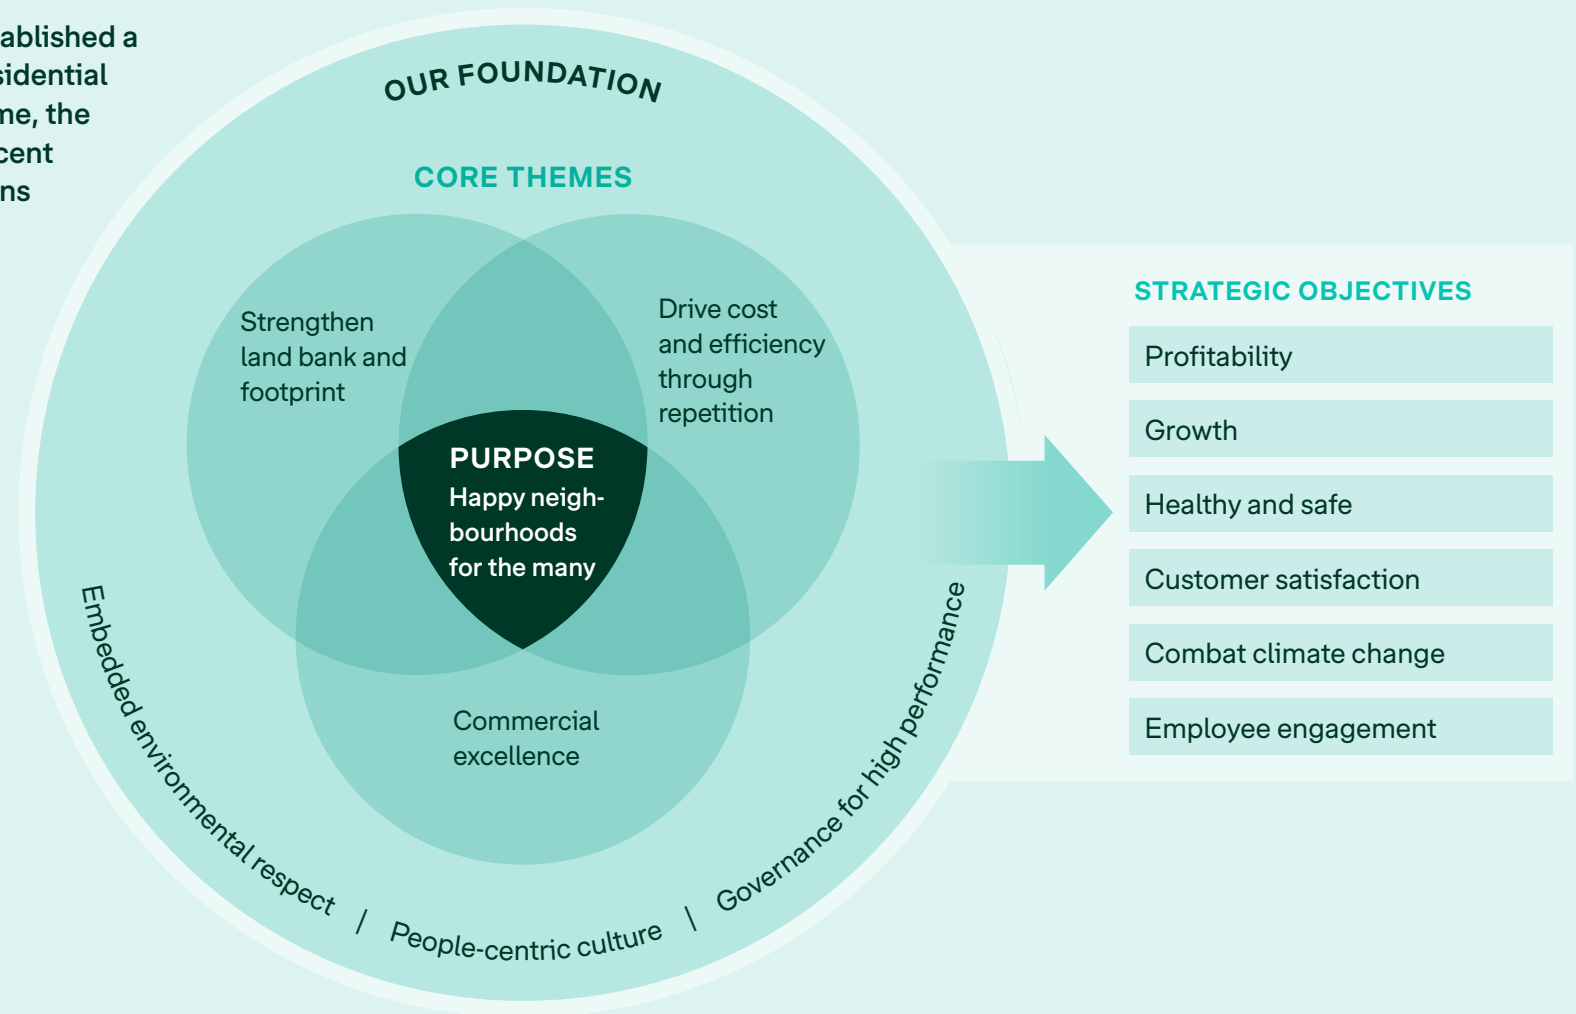 ablished a
sidential
me, the
cent
ns
OUR FOUNDATION
CORE THEMES
Strengthen
land bank and
footprint
Drive cost
and efficiency
through
repetition
PURPOSE
Happy neigh-
bourhoods
for the many
Commercial
excellence
Embedded environmental respect | People-centric culture | Governance for high performance
STRATEGIC OBJECTIVES
Profitability
Growth
Healthy and safe
Customer satisfaction
Combat climate change
Employee engagement